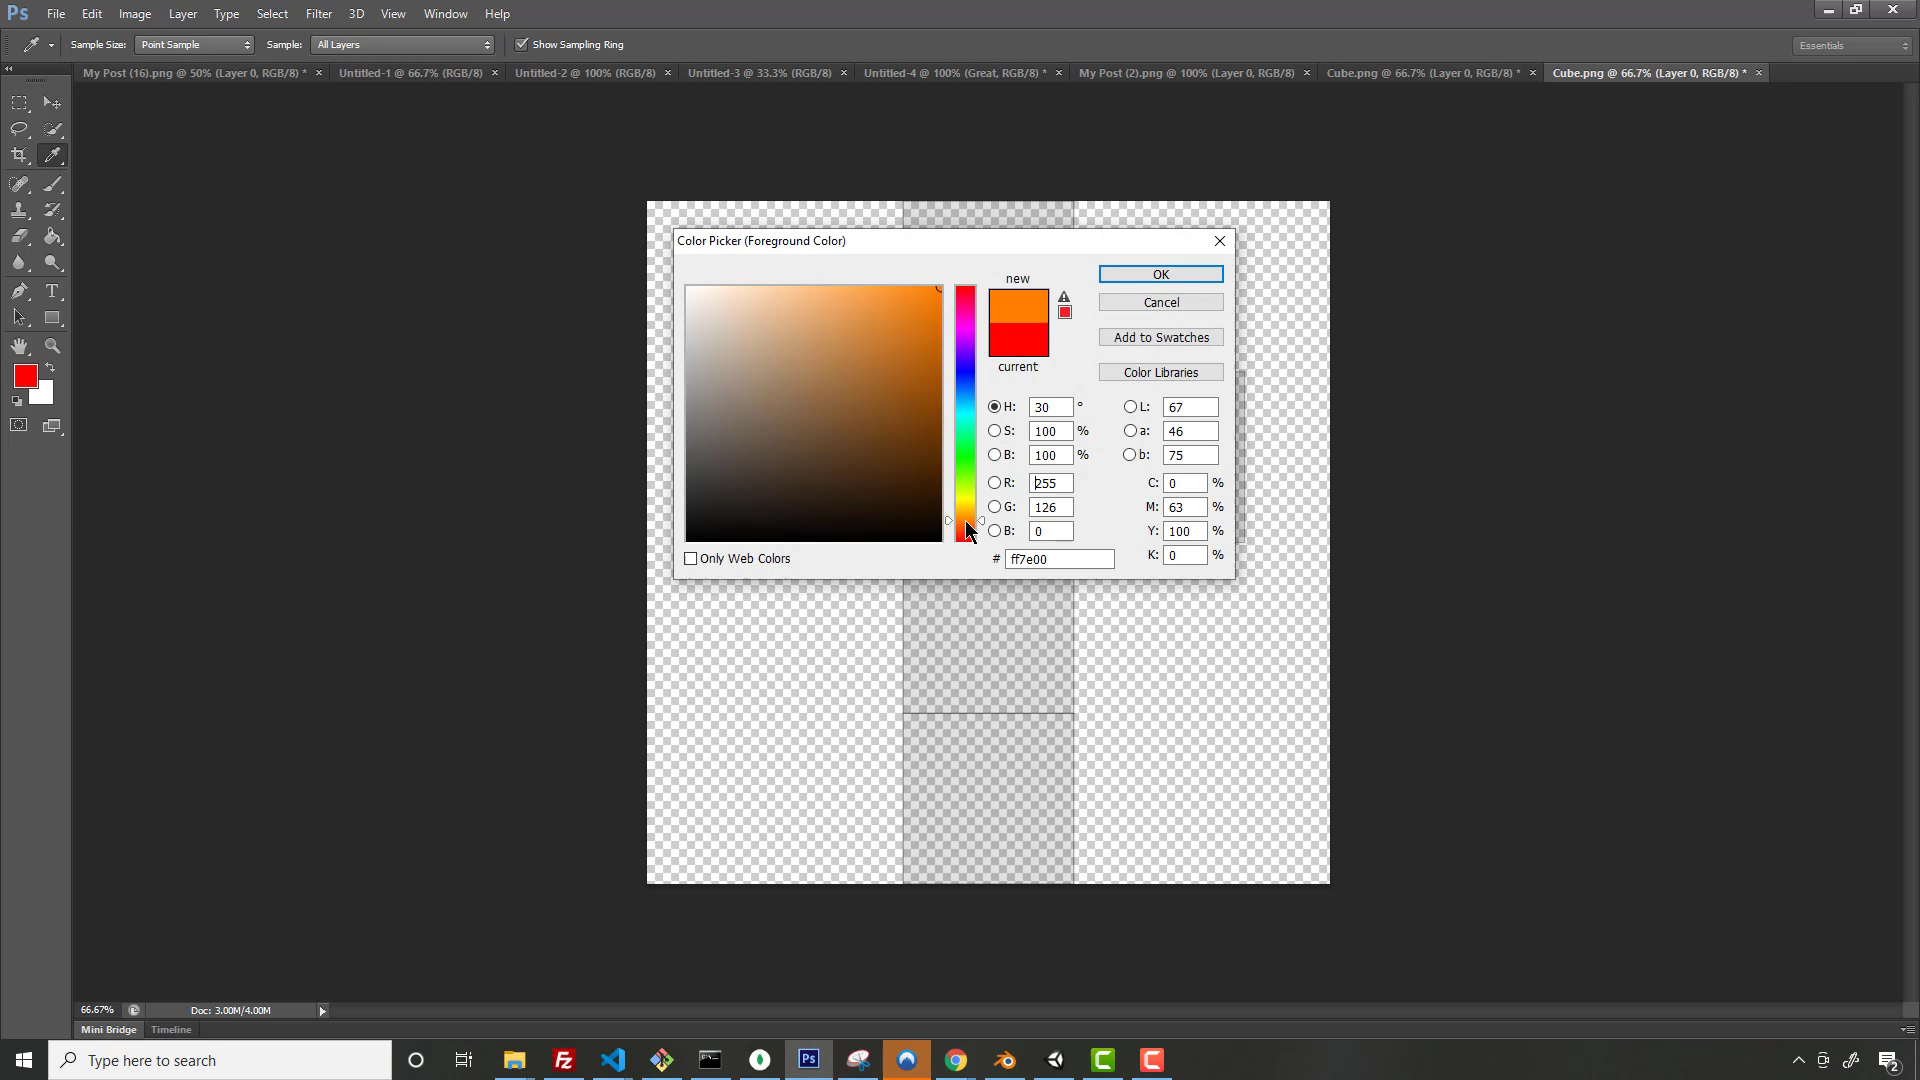 Ps File Edit Image Layer Type Select Filter 3D View Window Help
Sample Size: Point Sample Sample: All Layers Show Sampling Ring Essentials
My Post (16).png @ 50% (Layer 0, RGB/8) * × Untitled-1 @ 66.7% (RGB/8) × Untitled-2 @ 100% (RGB/8) × Untitled-3 @ 33.3% (RGB/8) × Untitled-4 @ 100% (Great, RGB/8) * × My Post (2).png @ 100% (Layer 0, RGB/8) × Cube.png @ 66.7% (Layer 0, RGB/8) * × Cube.png @ 66.7% (Layer 0, RGB/8) * ×
Color Picker (Foreground Color)
new
current
OK
Cancel
Add to Swatches
Color Libraries
H: 30 ° L: 67
S: 100 % a: 46
B: 100 % b: 75
R: 255 C: 0 %
G: 126 M: 63 %
B: 0 Y: 100 %
# ff7e00 K: 0 %
Only Web Colors
T
66.67% Doc: 3.00M/4.00M
Mini Bridge Timeline
Type here to search
Fz
Ps
C
C
2